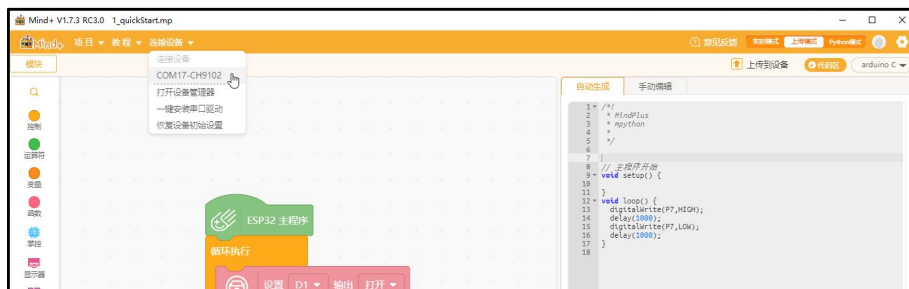 Mind+ V1.7.3 RC3.0 1_quickStart.mp
Mind+ 项目 教程 连接设备 意见反馈 实时模式 上传模式 Python模式
模块 上传到设备 代码区 arduino C
连接设备
COM17-CH9102
打开设备管理器
一键安装串口驱动
恢复设备初始设置
控制
运算符
变量
函数
掌控
显示器
ESP32 主程序
循环执行
设置 D1 输出 打开
自动生成 手动编辑
1 /*!
2 * MindPlus
3 * mpython
4 *
5 */
6
7
8 // 主程序开始
9 void setup() {
10
11 }
12 void loop() {
13 digitalWrite(P7,HIGH);
14 delay(1000);
15 digitalWrite(P7,LOW);
16 delay(1000);
17 }
18